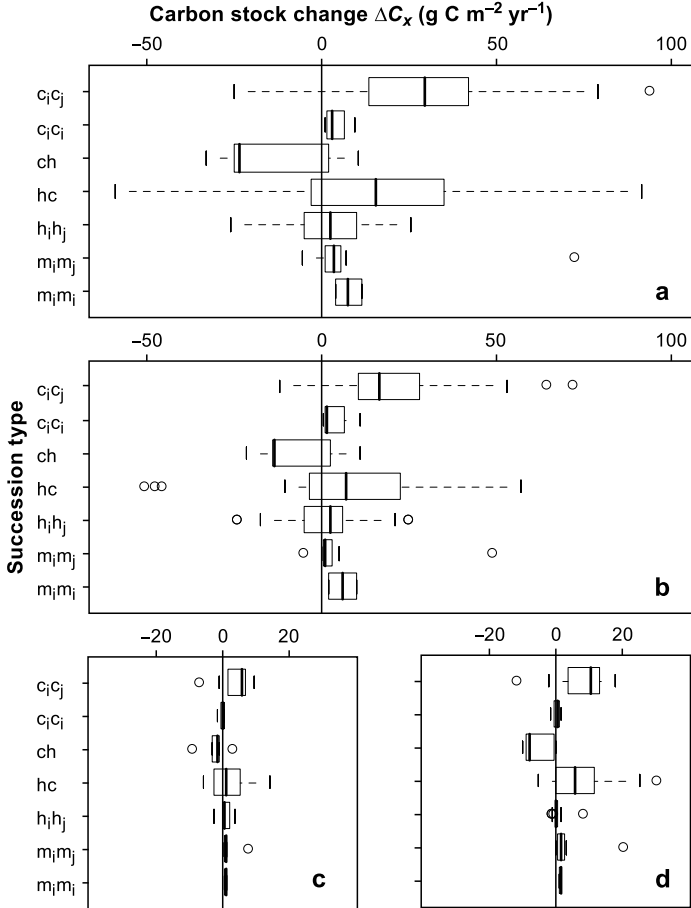 Carbon stock change ΔCₓ (g C m⁻² yr⁻¹)
−50 0 50 100
cᵢcⱼ
cᵢcᵢ
ch
hc
hᵢhⱼ
mᵢmⱼ
mᵢmᵢ
a
−50 0 50 100
Succession type
cᵢcⱼ
cᵢcᵢ
ch
hc
hᵢhⱼ
mᵢmⱼ
mᵢmᵢ
b
−20 0 20
cᵢcⱼ
cᵢcᵢ
ch
hc
hᵢhⱼ
mᵢmⱼ
mᵢmᵢ
c
−20 0 20
d